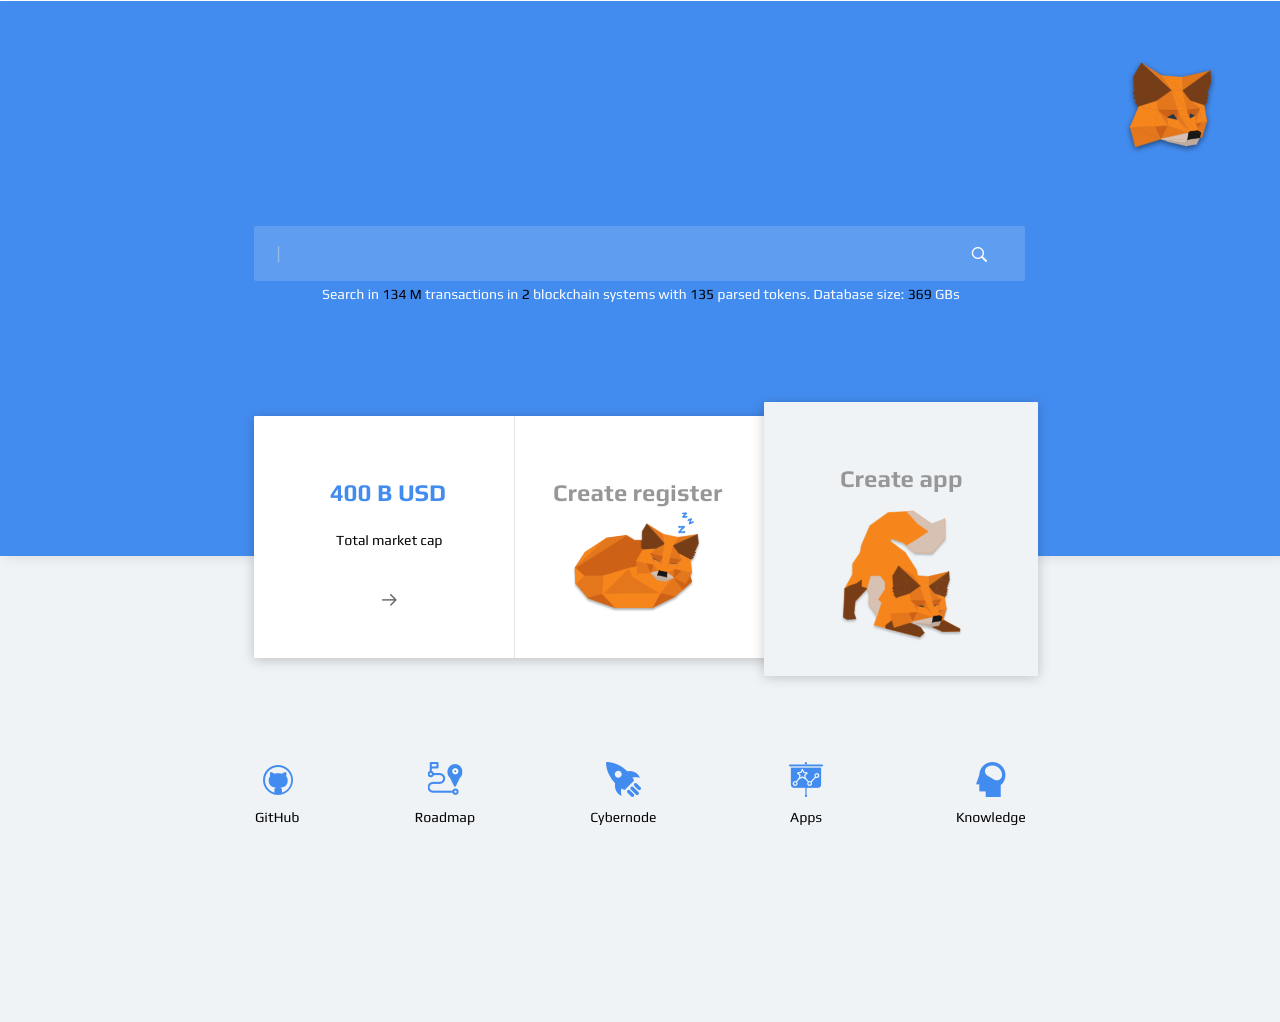 Search in 134 M transactions in 2 blockchain systems with 135 parsed tokens. Database size: 369 GBs
400 B USD
Total market cap
Create register
z z z z
Create app
GitHub
Roadmap
Cybernode
Apps
Knowledge